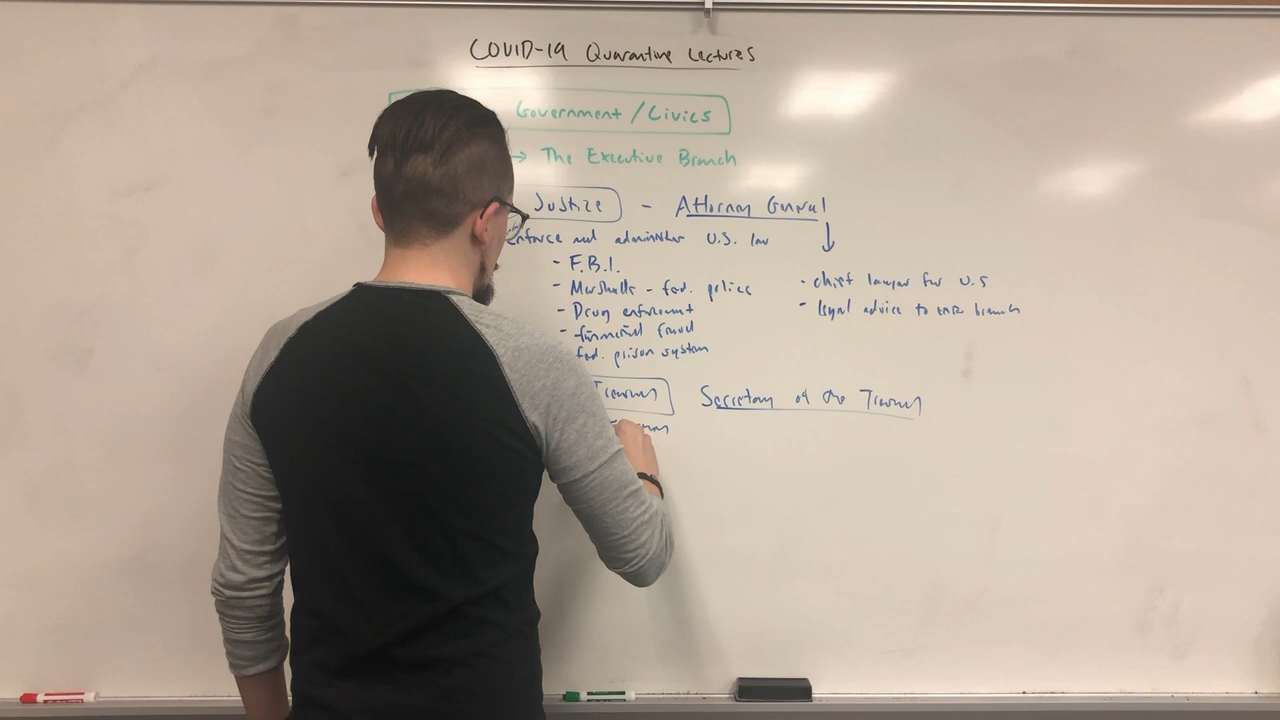 COVID-19 Quarantine Lectures
Government / Civics
→ The Executive Branch
Justice - Attorney General
enforce and administer U.S. law
- F.B.I.
- Marshalls - fed. police
- Drug enforcement
- financial fraud
fed. prison system
- chief lawyer for U.S
- legal advice to exec branch
Treasury Secretary of the Treasury